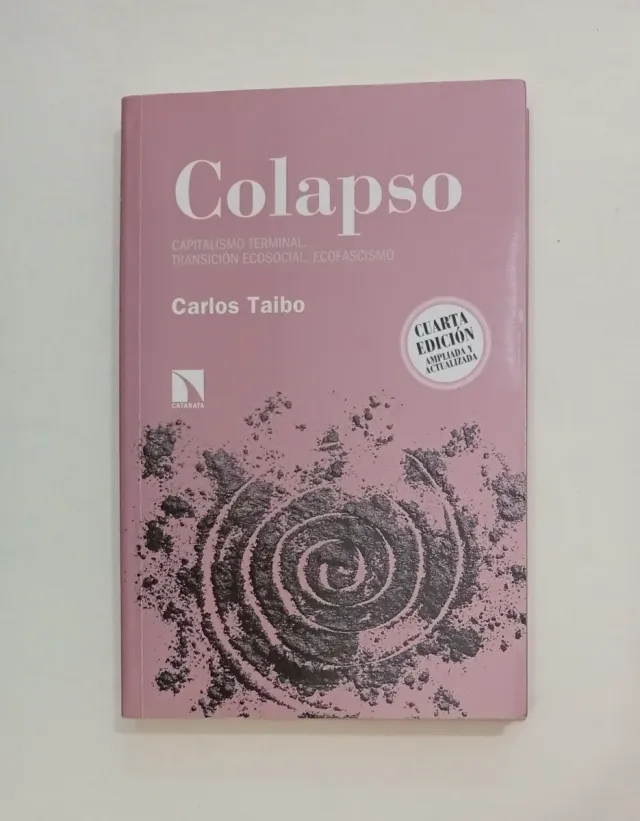 Colapso
CAPITALISMO TERMINAL.
TRANSICIÓN ECOSOCIAL. ECOFASCISMO
Carlos Taibo
CUARTA
EDICIÓN
AMPLIADA Y
ACTUALIZADA
CATARATA